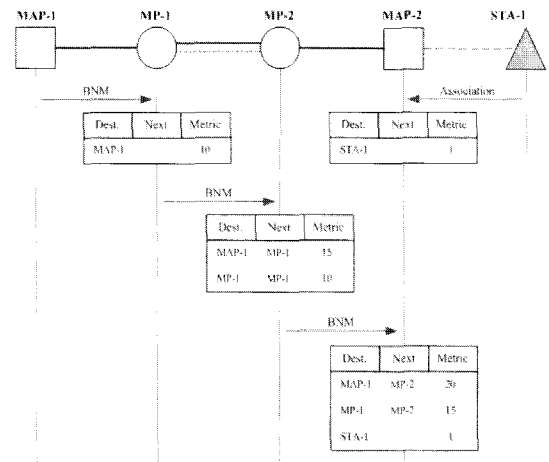 MAP-1 MP-1 MP-2 MAP-2 STA-1
BNM Association
Dest. Next Metric
MAP-1 10
Dest. Next Metric
STA-1 1
BNM
Dest. Next Metric
MAP-1 MP-1 15
MP-1 MP-1 10
BNM
Dest. Next Metric
MAP-1 MP-2 20
MP-1 MP-2 15
STA-1 1